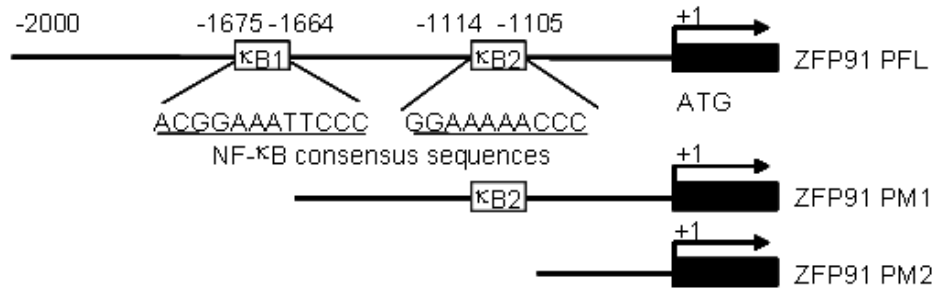 -2000 -1675 -1664 -1114 -1105 +1
κB1 κB2 ZFP91 PFL
ATG
ACGGAAATTCCC GGAAAAACCC
NF-κB consensus sequences
+1
κB2 ZFP91 PM1
+1
ZFP91 PM2